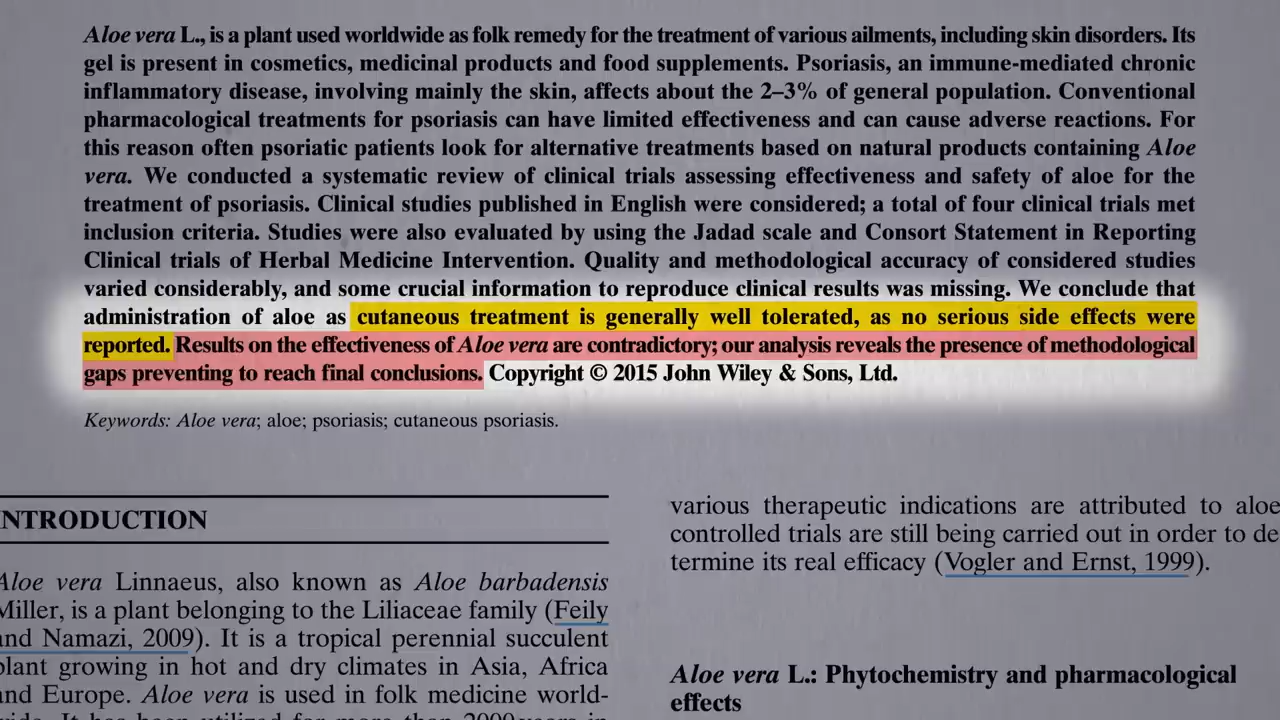 Aloe vera L., is a plant used worldwide as folk remedy for the treatment of various ailments, including skin disorders. Its
gel is present in cosmetics, medicinal products and food supplements. Psoriasis, an immune-mediated chronic
inflammatory disease, involving mainly the skin, affects about the 2–3% of general population. Conventional
pharmacological treatments for psoriasis can have limited effectiveness and can cause adverse reactions. For
this reason often psoriatic patients look for alternative treatments based on natural products containing Aloe
vera. We conducted a systematic review of clinical trials assessing effectiveness and safety of aloe for the
treatment of psoriasis. Clinical studies published in English were considered; a total of four clinical trials met
inclusion criteria. Studies were also evaluated by using the Jadad scale and Consort Statement in Reporting
Clinical trials of Herbal Medicine Intervention. Quality and methodological accuracy of considered studies
varied considerably, and some crucial information to reproduce clinical results was missing. We conclude that
administration of aloe as cutaneous treatment is generally well tolerated, as no serious side effects were
reported. Results on the effectiveness of Aloe vera are contradictory; our analysis reveals the presence of methodological
gaps preventing to reach final conclusions. Copyright © 2015 John Wiley & Sons, Ltd.
Keywords: Aloe vera; aloe; psoriasis; cutaneous psoriasis.
NTRODUCTION
Aloe vera Linnaeus, also known as Aloe barbadensis
Miller, is a plant belonging to the Liliaceae family (Feily
and Namazi, 2009). It is a tropical perennial succulent
plant growing in hot and dry climates in Asia, Africa
and Europe. Aloe vera is used in folk medicine world-
wide. It has been utilized for more than 2000 years in
various therapeutic indications are attributed to aloe
controlled trials are still being carried out in order to de
termine its real efficacy (Vogler and Ernst, 1999).
Aloe vera L.: Phytochemistry and pharmacological
effects